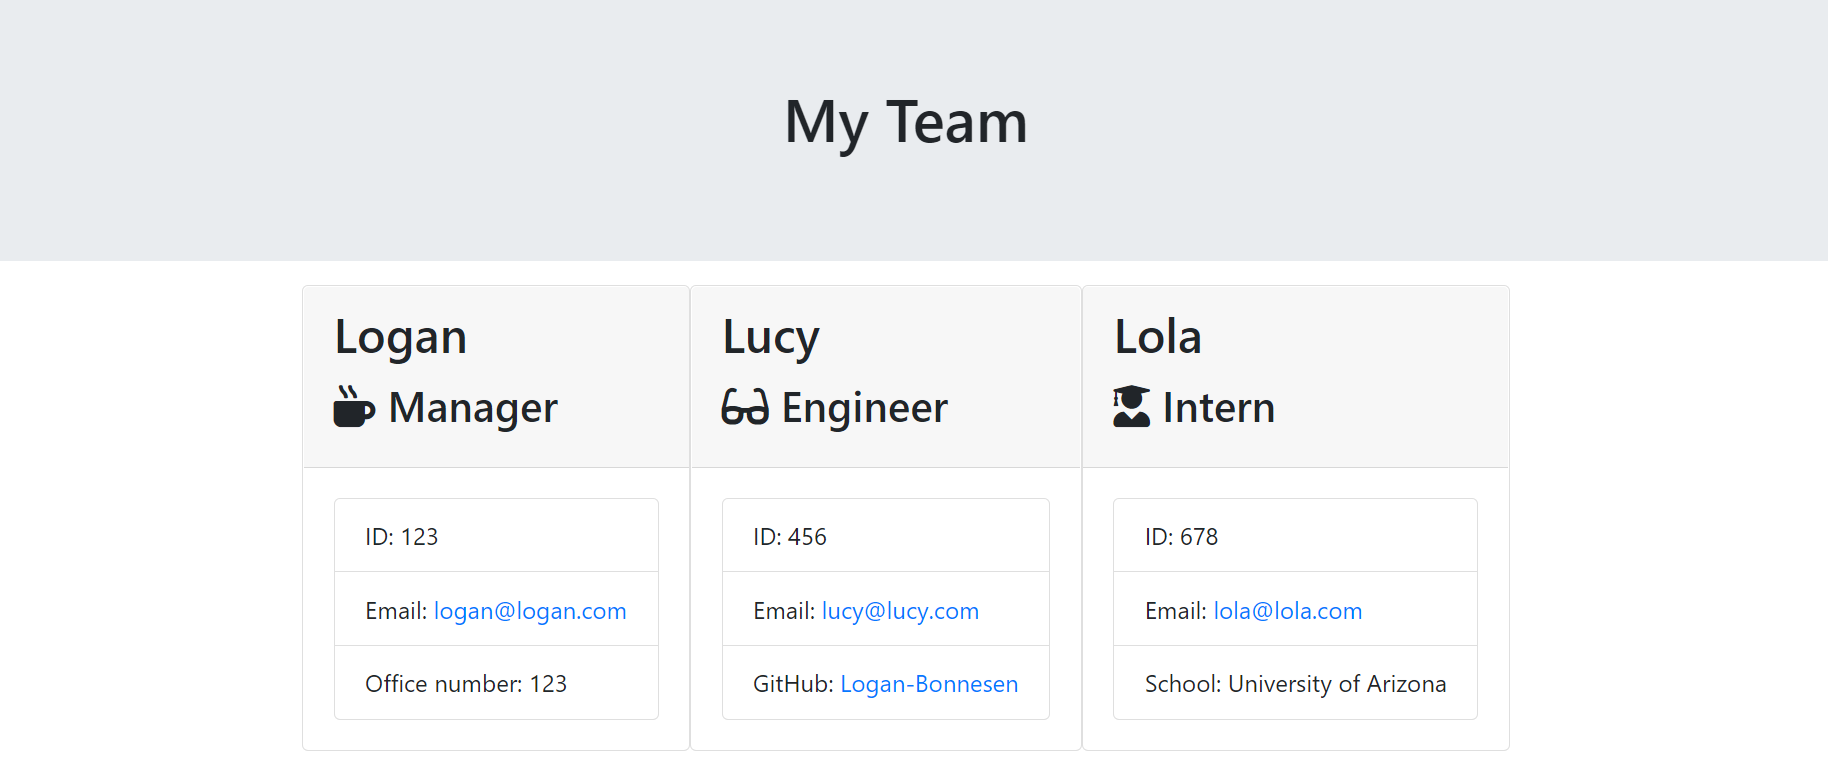 My Team
Logan
Manager
ID: 123
Email: logan@logan.com
Office number: 123
Lucy
Engineer
ID: 456
Email: lucy@lucy.com
GitHub: Logan-Bonnesen
Lola
Intern
ID: 678
Email: lola@lola.com
School: University of Arizona